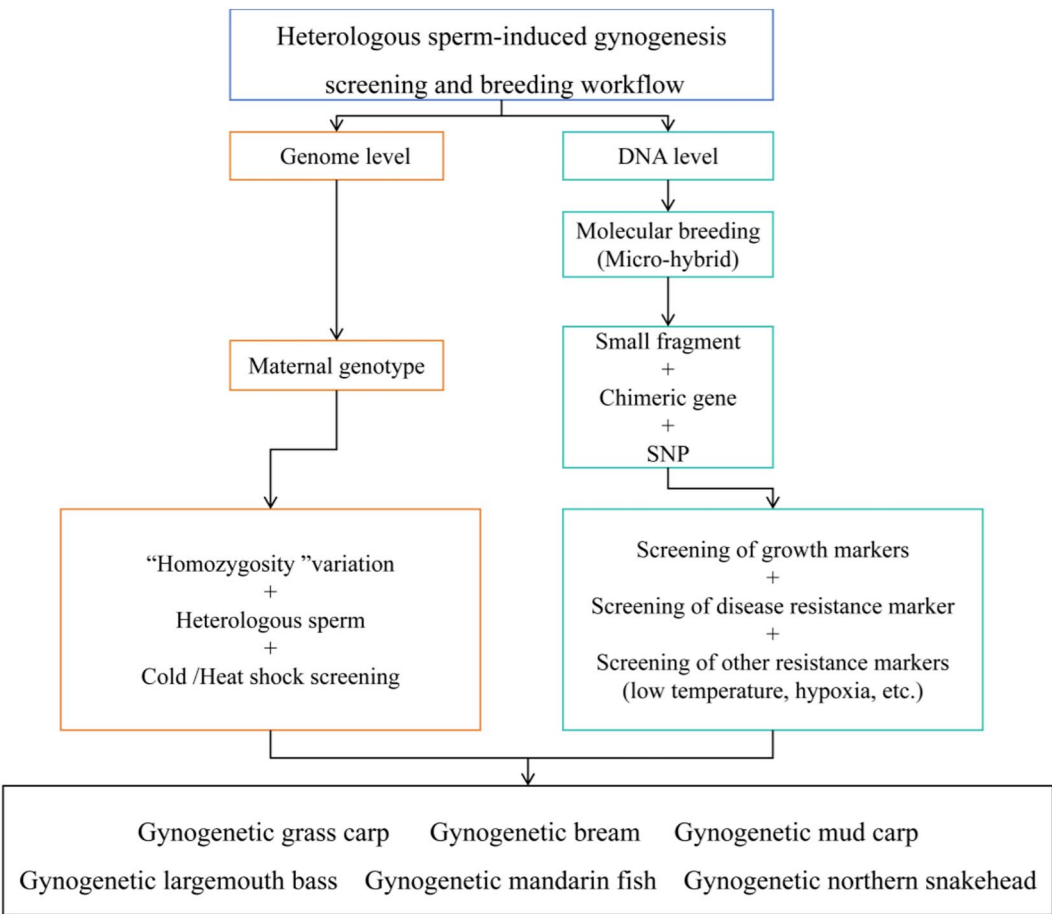 Heterologous sperm-induced gynogenesis
screening and breeding workflow
Genome level
DNA level
Molecular breeding
(Micro-hybrid)
Maternal genotype
Small fragment
+
Chimeric gene
+
SNP
“Homozygosity ”variation
+
Heterologous sperm
+
Cold /Heat shock screening
Screening of growth markers
+
Screening of disease resistance marker
+
Screening of other resistance markers
(low temperature, hypoxia, etc.)
Gynogenetic grass carp Gynogenetic bream Gynogenetic mud carp
Gynogenetic largemouth bass Gynogenetic mandarin fish Gynogenetic northern snakehead